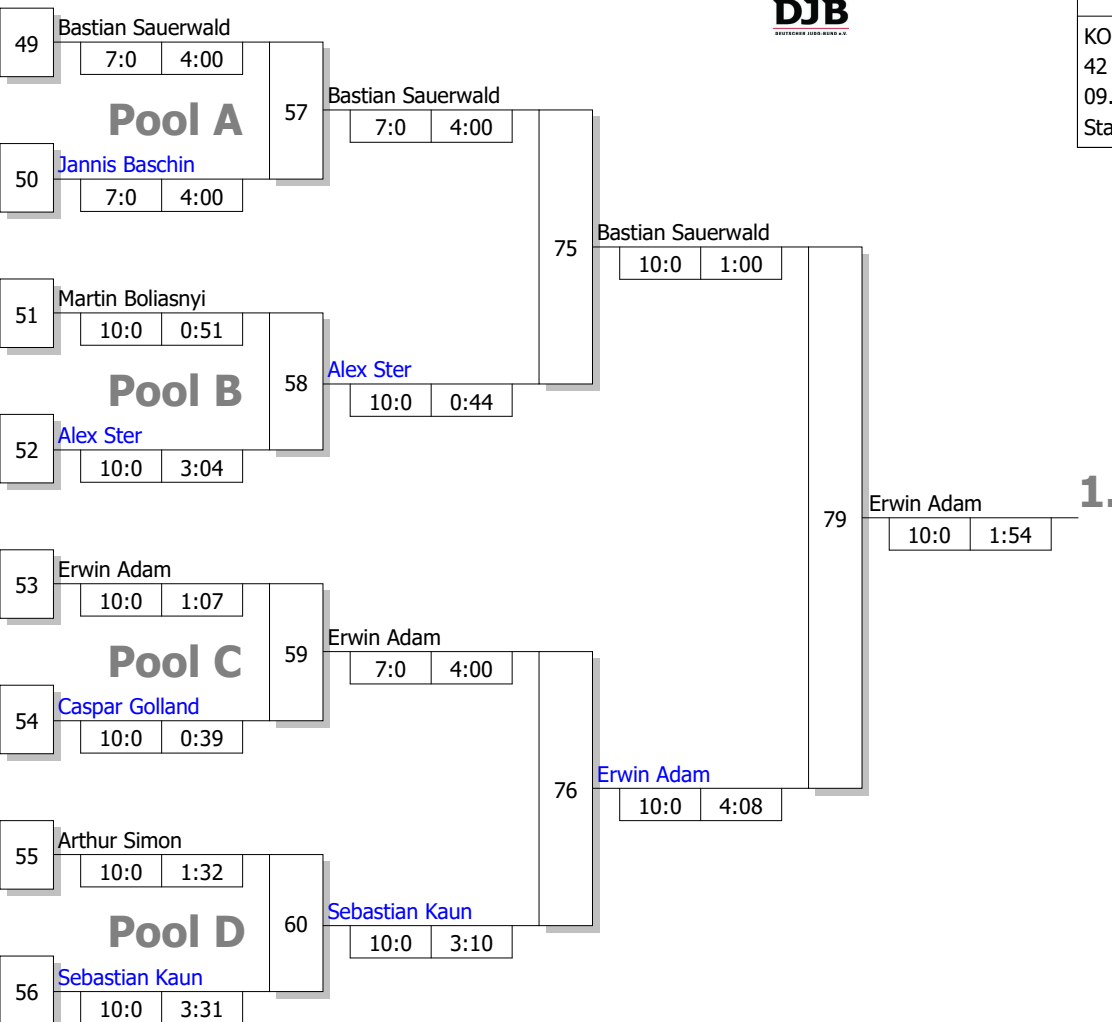 DJB
DEUTSCHER JUDO-BUND e.V.
KO
42
09.
Sta
49
Bastian Sauerwald
7:0 4:00
Pool A
57
Bastian Sauerwald
7:0 4:00
50
Jannis Baschin
7:0 4:00
75
Bastian Sauerwald
10:0 1:00
51
Martin Boliasnyi
10:0 0:51
Pool B
58
Alex Ster
10:0 0:44
52
Alex Ster
10:0 3:04
79
Erwin Adam
10:0 1:54
1.
53
Erwin Adam
10:0 1:07
Pool C
59
Erwin Adam
7:0 4:00
54
Caspar Golland
10:0 0:39
76
Erwin Adam
10:0 4:08
55
Arthur Simon
10:0 1:32
Pool D
60
Sebastian Kaun
10:0 3:10
56
Sebastian Kaun
10:0 3:31